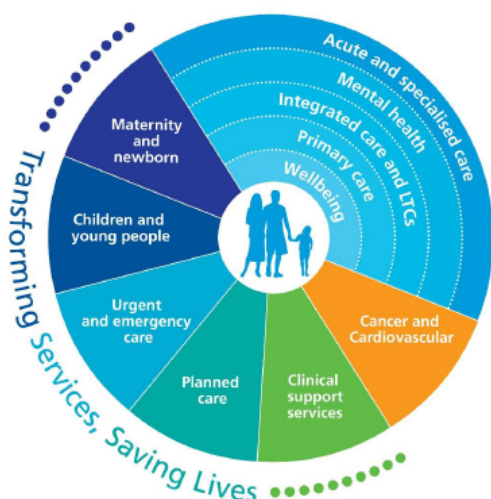 Acute and specialised care
Mental health
Integrated care and LTCs
Primary care
Wellbeing
Maternity
and
newborn
Children and
young people
Urgent
and emergency
care
Planned
care
Clinical
support
services
Cancer and
Cardiovascular
Transforming Services, Saving Lives